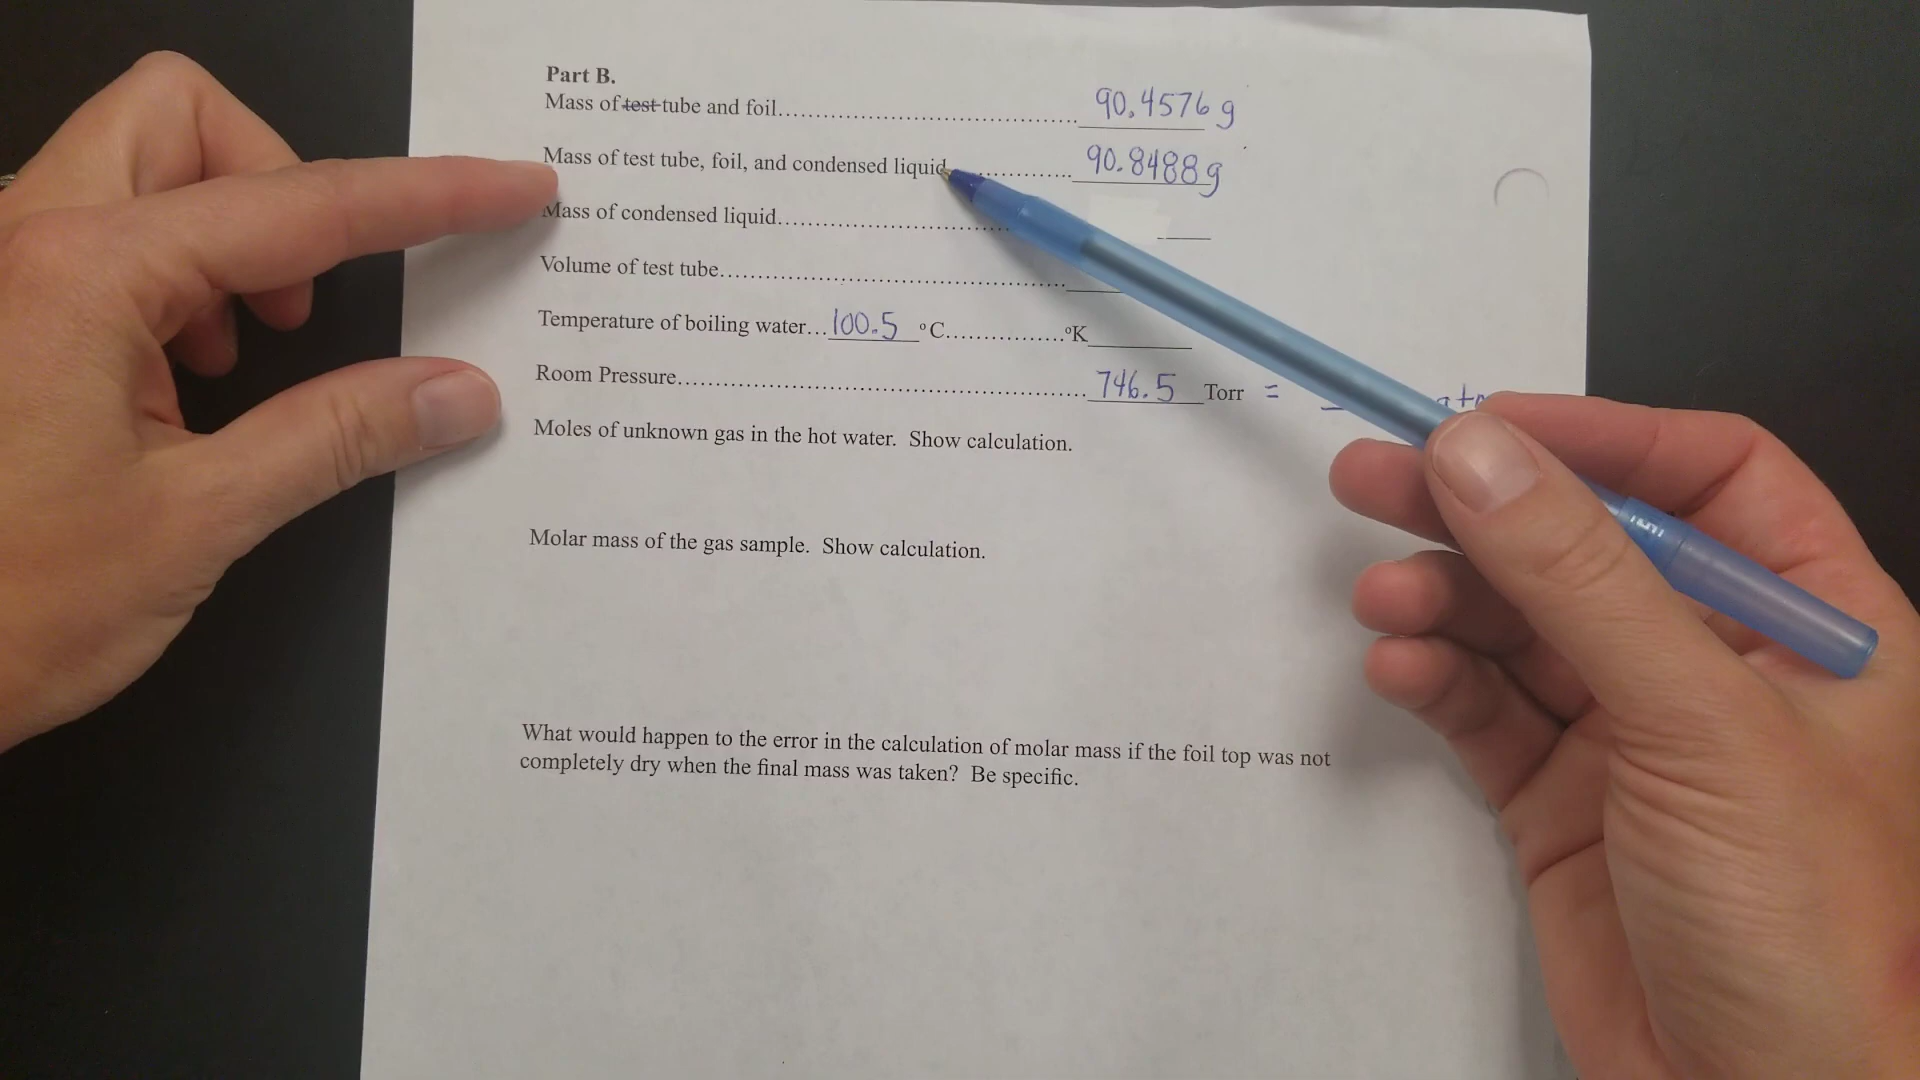 Part B.
Mass of test tube and foil........................................ 90.4576 g
Mass of test tube, foil, and condensed liquid............... 90.8488g
Mass of condensed liquid..............................
Volume of test tube.............................................
Temperature of boiling water...100.5 °C................°K
Room Pressure..................................................... 746.5 Torr =
Moles of unknown gas in the hot water. Show calculation.
Molar mass of the gas sample. Show calculation.
What would happen to the error in the calculation of molar mass if the foil top was not
completely dry when the final mass was taken? Be specific.